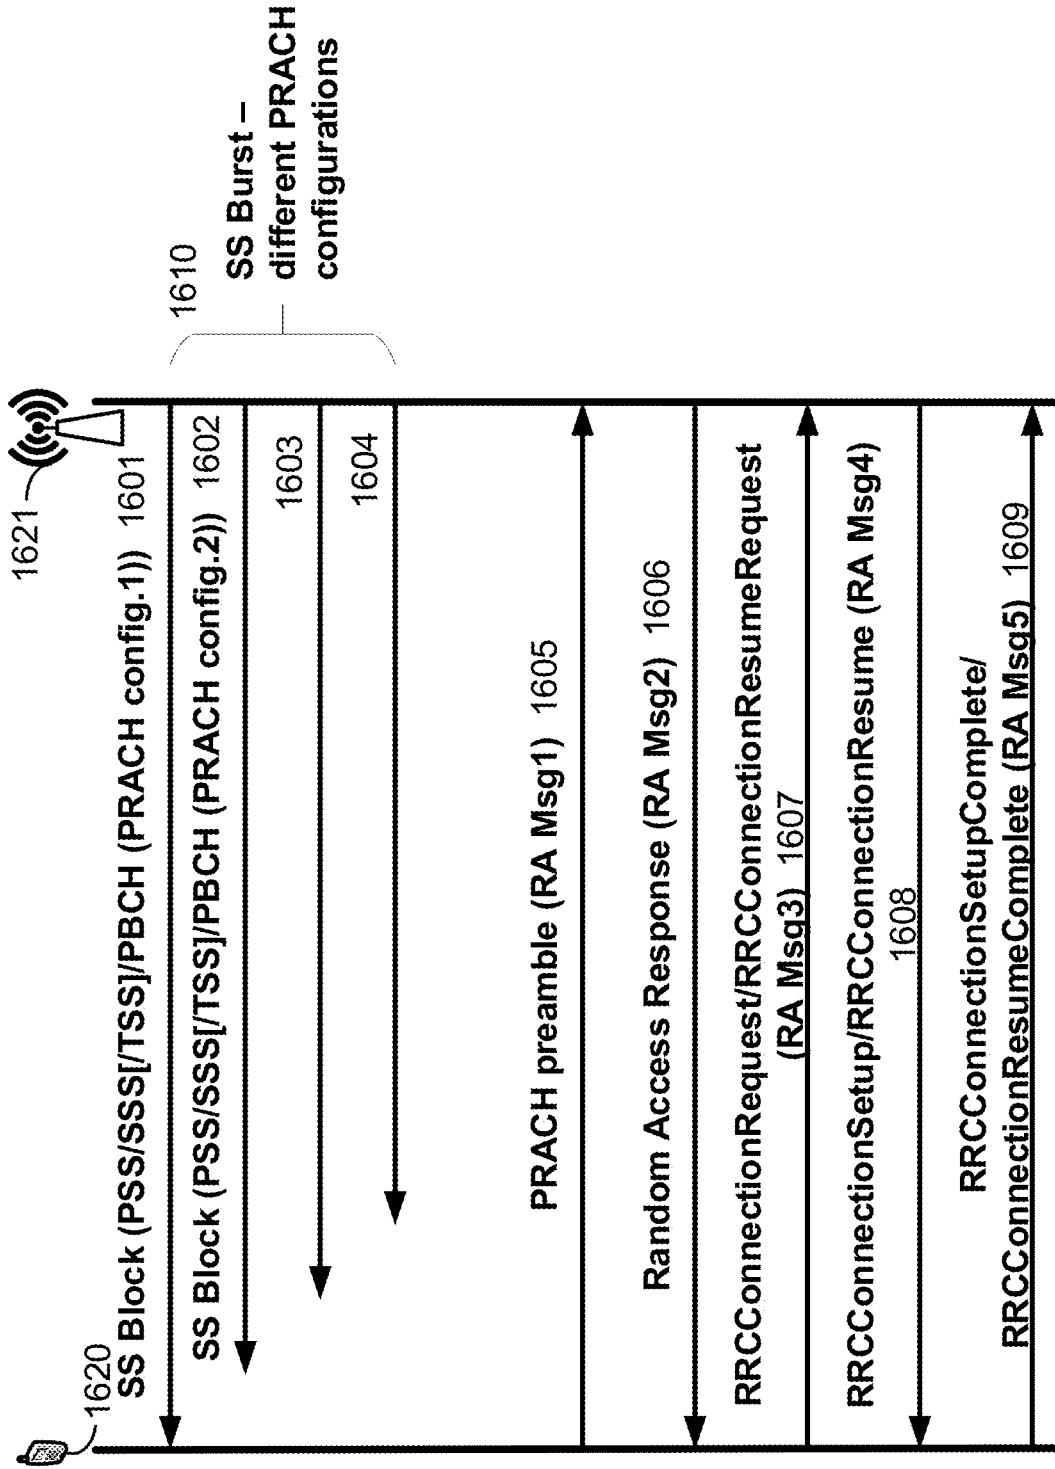 1620
1621
SS Block (PSS/SSS[/TSS]/PBCH (PRACH config.1)) 1601
SS Block (PSS/SSS[/TSS]/PBCH (PRACH config.2)) 1602
1603
1604
1610
SS Burst –
different PRACH
configurations
PRACH preamble (RA Msg1) 1605
Random Access Response (RA Msg2) 1606
RRCConnectionRequest/RRCConnectionResumeRequest
(RA Msg3) 1607
RRCConnectionSetup/RRCConnectionResume (RA Msg4)
1608
RRCConnectionSetupComplete/
RRCConnectionResumeComplete (RA Msg5) 1609